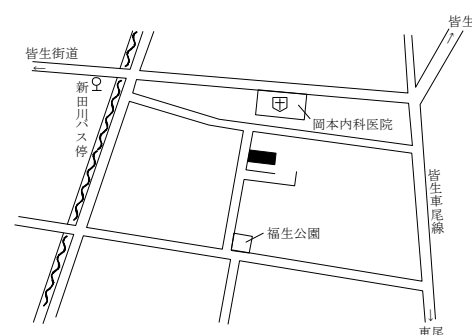 皆生
皆生街道
新田川バス停
岡本内科医院
皆生車尾線
福生公園
車尾